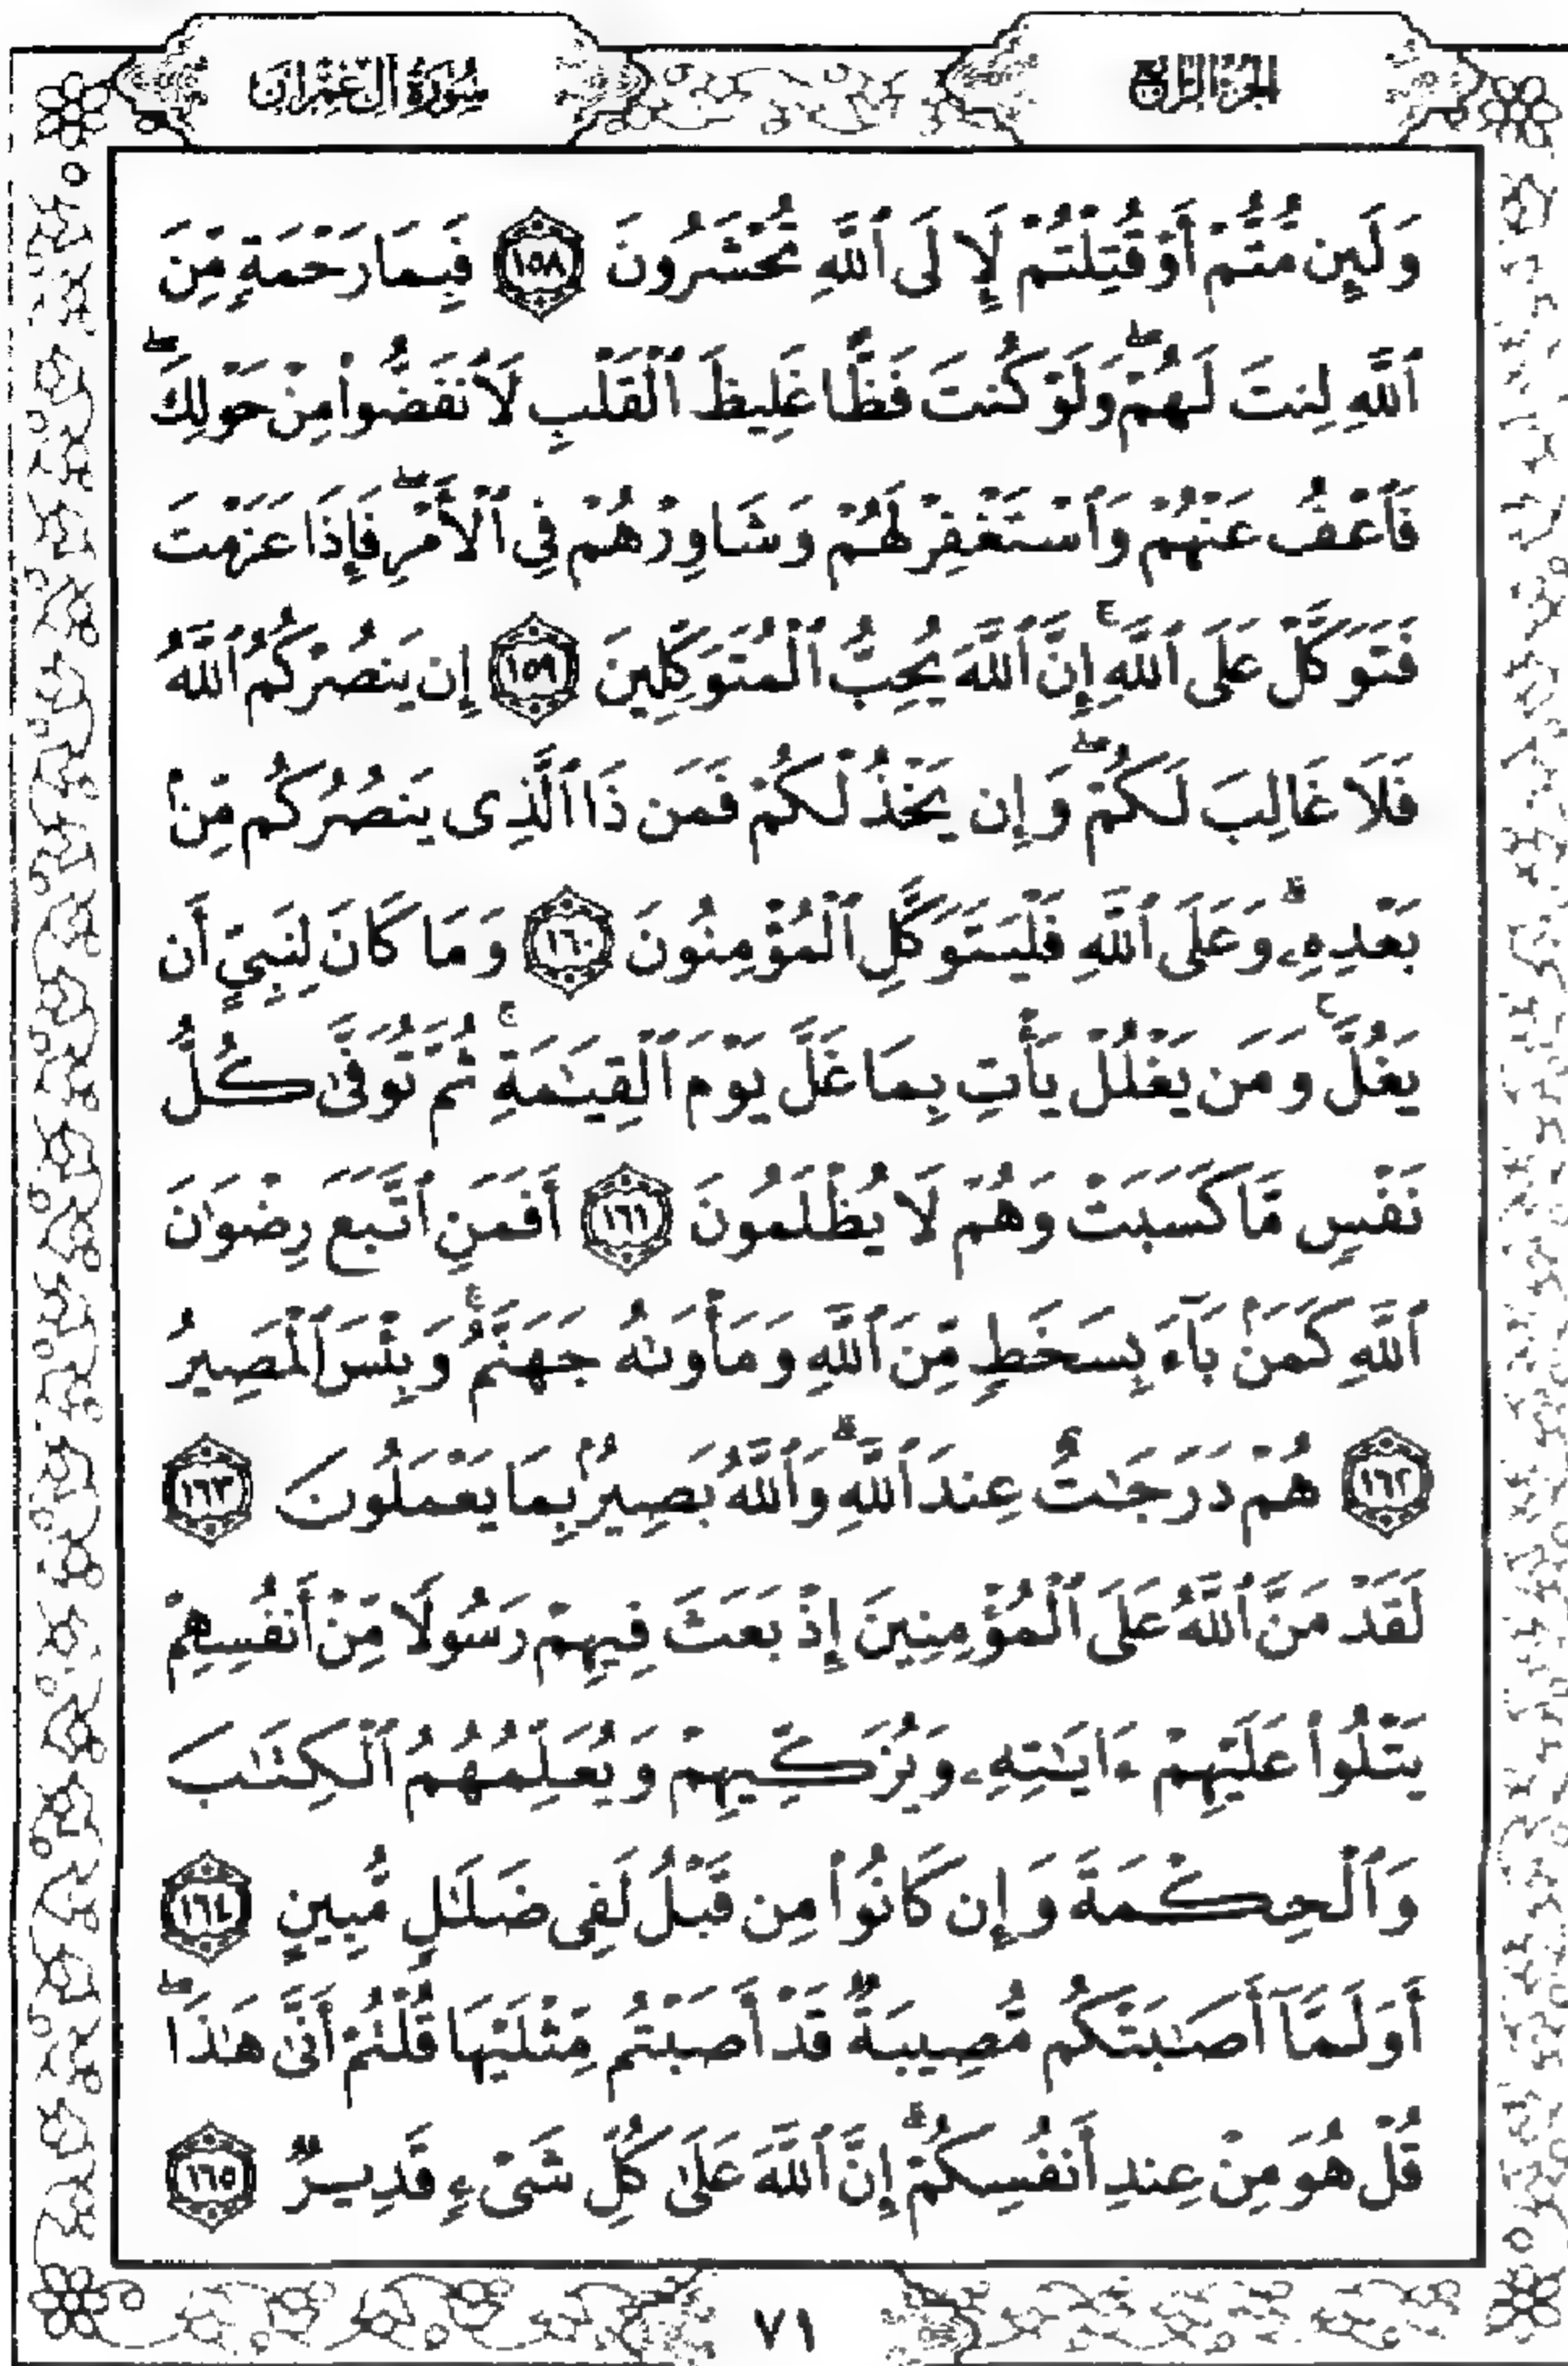 الجزء الرابع
سورة آل عمران
وَلَئِن مُّتُّمْ أَوْ قُتِلْتُمْ لَإِلَى ٱللَّهِ تُحْشَرُونَ ١٥٨ فَبِمَا رَحْمَةٍ مِّنَ
ٱللَّهِ لِنتَ لَهُمْ ۖ وَلَوْ كُنتَ فَظًّا غَلِيظَ ٱلْقَلْبِ لَٱنفَضُّوا۟ مِنْ حَوْلِكَ ۖ
فَٱعْفُ عَنْهُمْ وَٱسْتَغْفِرْ لَهُمْ وَشَاوِرْهُمْ فِى ٱلْأَمْرِ ۖ فَإِذَا عَزَمْتَ
فَتَوَكَّلْ عَلَى ٱللَّهِ ۚ إِنَّ ٱللَّهَ يُحِبُّ ٱلْمُتَوَكِّلِينَ ١٥٩ إِن يَنصُرْكُمُ ٱللَّهُ
فَلَا غَالِبَ لَكُمْ ۖ وَإِن يَخْذُلْكُمْ فَمَن ذَا ٱلَّذِى يَنصُرُكُم مِّنۢ
بَعْدِهِۦ ۗ وَعَلَى ٱللَّهِ فَلْيَتَوَكَّلِ ٱلْمُؤْمِنُونَ ١٦٠ وَمَا كَانَ لِنَبِىٍّ أَن
يَغُلَّ ۚ وَمَن يَغْلُلْ يَأْتِ بِمَا غَلَّ يَوْمَ ٱلْقِيَـٰمَةِ ۚ ثُمَّ تُوَفَّىٰ كُلُّ
نَفْسٍ مَّا كَسَبَتْ وَهُمْ لَا يُظْلَمُونَ ١٦١ أَفَمَنِ ٱتَّبَعَ رِضْوَٰنَ
ٱللَّهِ كَمَنۢ بَآءَ بِسَخَطٍ مِّنَ ٱللَّهِ وَمَأْوَىٰهُ جَهَنَّمُ ۚ وَبِئْسَ ٱلْمَصِيرُ
١٦٢ هُمْ دَرَجَـٰتٌ عِندَ ٱللَّهِ ۗ وَٱللَّهُ بَصِيرٌۢ بِمَا يَعْمَلُونَ ١٦٣
لَقَدْ مَنَّ ٱللَّهُ عَلَى ٱلْمُؤْمِنِينَ إِذْ بَعَثَ فِيهِمْ رَسُولًا مِّنْ أَنفُسِهِمْ
يَتْلُوا۟ عَلَيْهِمْ ءَايَـٰتِهِۦ وَيُزَكِّيهِمْ وَيُعَلِّمُهُمُ ٱلْكِتَـٰبَ
وَٱلْحِكْمَةَ وَإِن كَانُوا۟ مِن قَبْلُ لَفِى ضَلَـٰلٍ مُّبِينٍ ١٦٤
أَوَلَمَّآ أَصَـٰبَتْكُم مُّصِيبَةٌ قَدْ أَصَبْتُم مِّثْلَيْهَا قُلْتُمْ أَنَّىٰ هَـٰذَا ۖ
قُلْ هُوَ مِنْ عِندِ أَنفُسِكُمْ ۗ إِنَّ ٱللَّهَ عَلَىٰ كُلِّ شَىْءٍ قَدِيرٌ ١٦٥
٧١